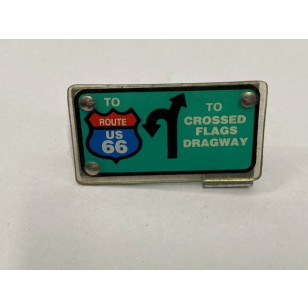 TO
ROUTE
US
66
TO
CROSSED
FLAGS
DRAGWAY